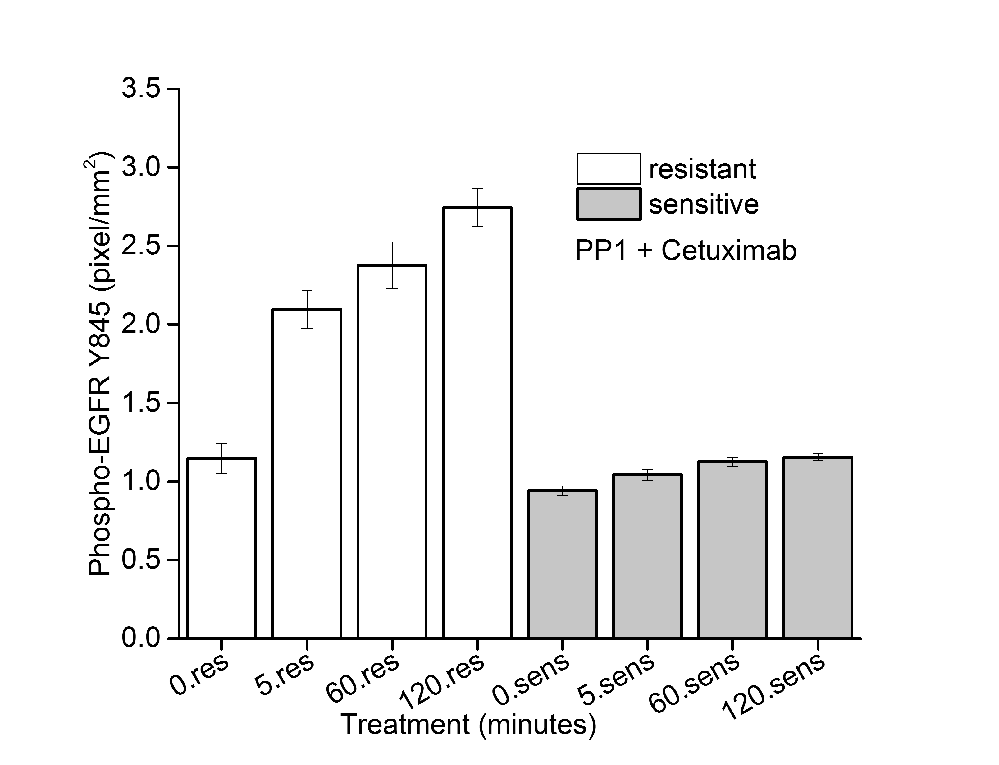 3.5
3.0
2.5
2.0
1.5
1.0
0.5
0.0
Phospho-EGFR Y845 (pixel/mm²)
resistant
sensitive
PP1 + Cetuximab
0.res
5.res
60.res
120.res
0.sens
5.sens
60.sens
120.sens
Treatment (minutes)